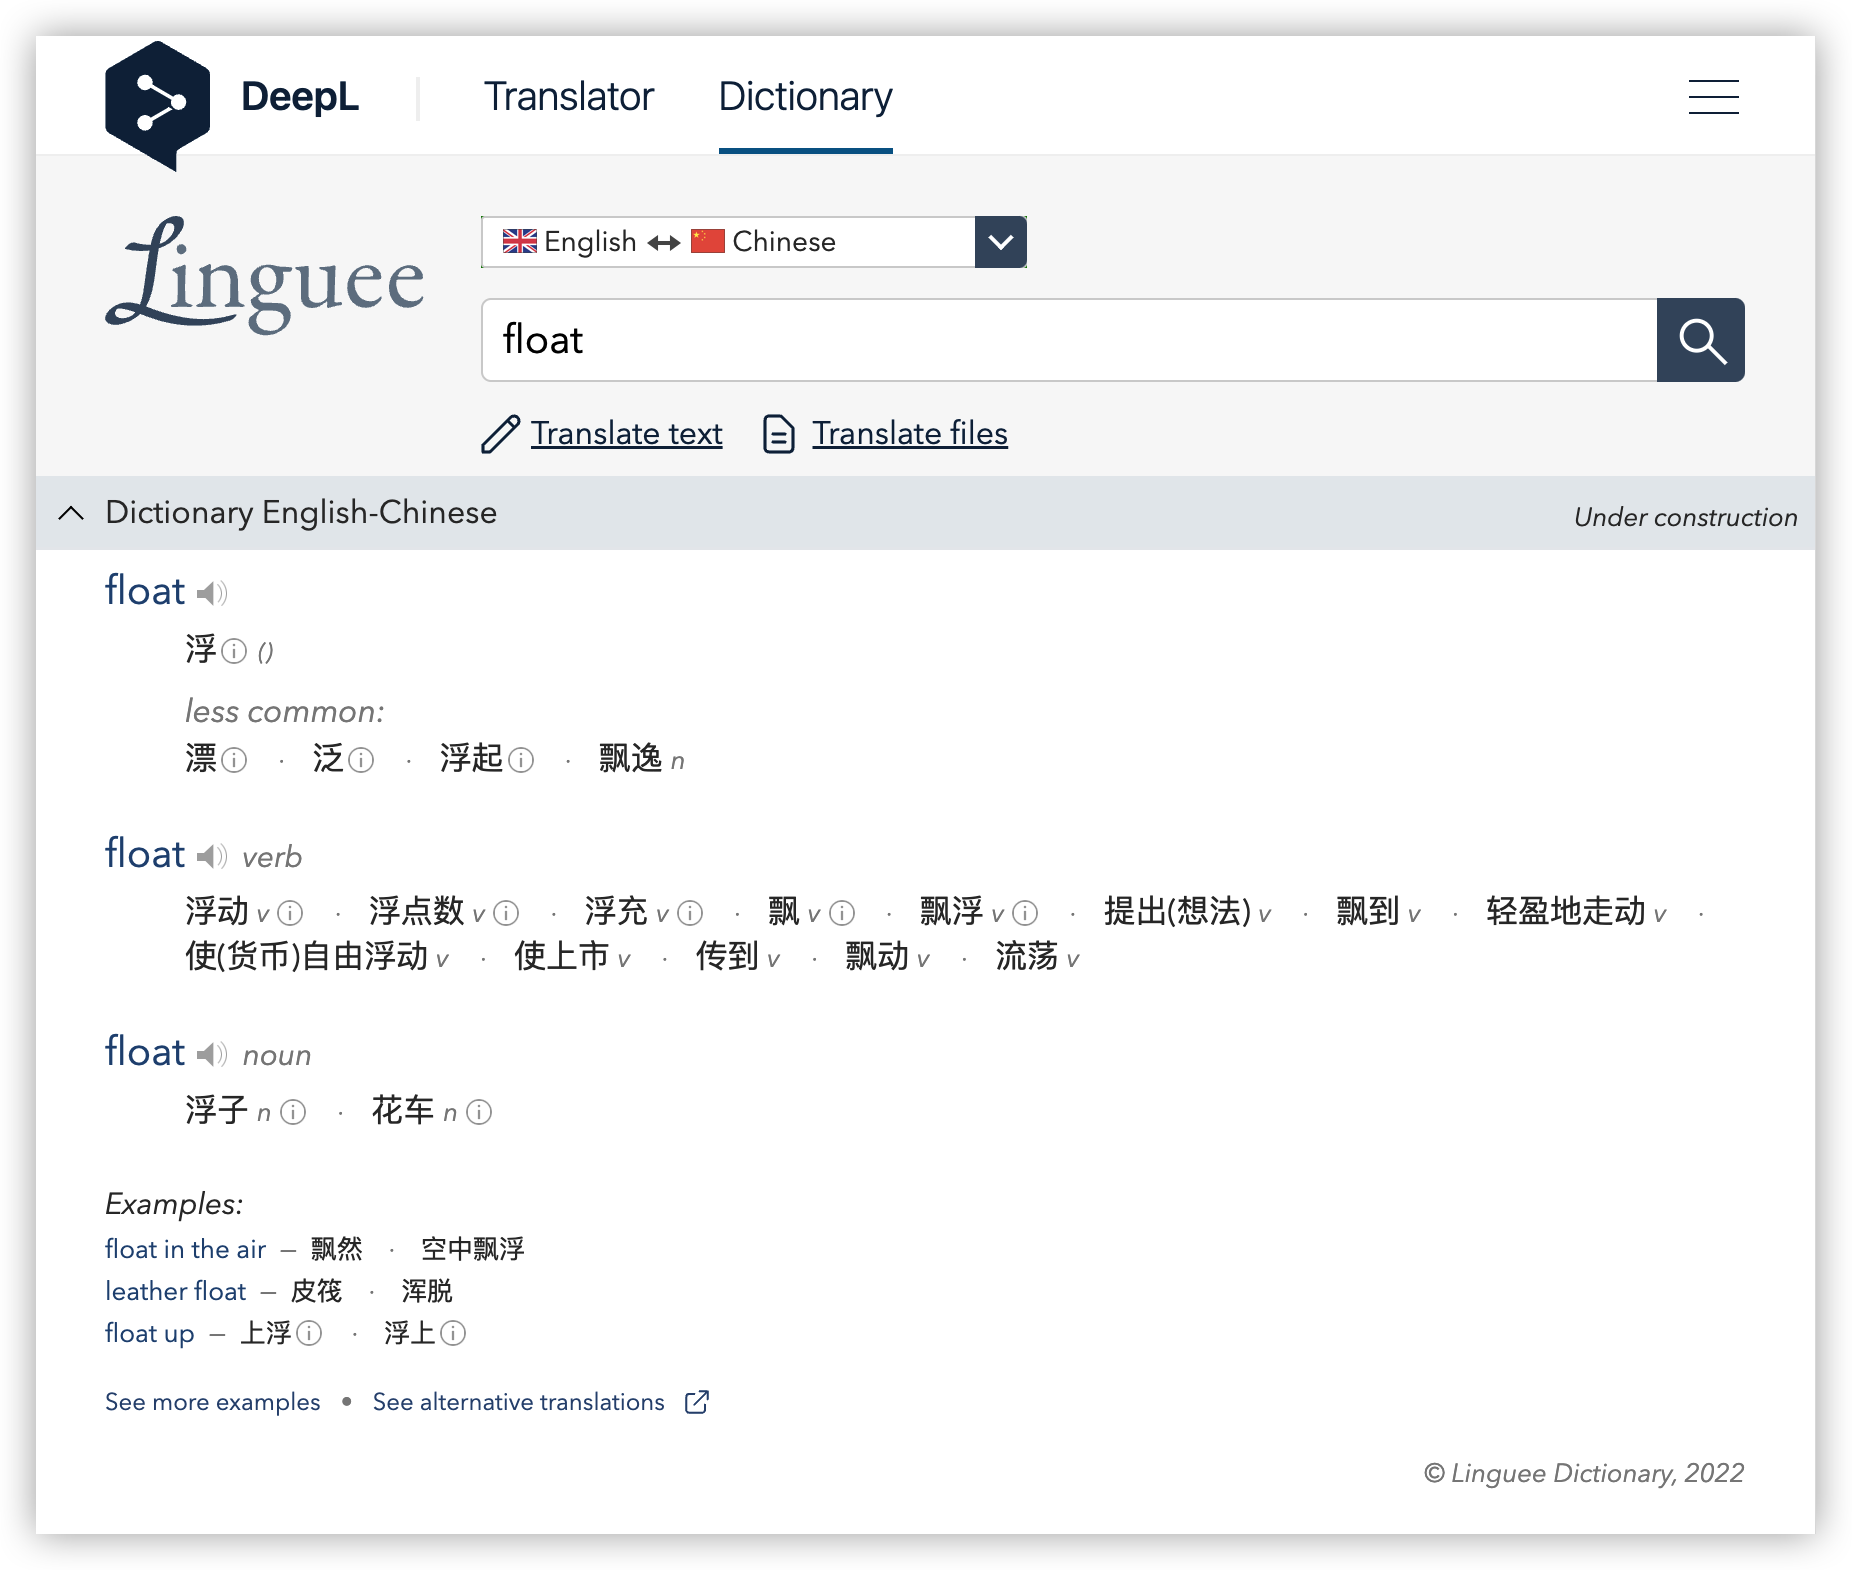 DeepL Translator Dictionary
Linguee
English ↔ Chinese
float
Translate text Translate files
Dictionary English-Chinese Under construction
float
浮 ()
less common:
漂 · 泛 · 浮起 · 飘逸 n
float verb
浮动 v · 浮点数 v · 浮充 v · 飘 v · 飘浮 v · 提出(想法) v · 飘到 v · 轻盈地走动 v ·
使(货币)自由浮动 v · 使上市 v · 传到 v · 飘动 v · 流荡 v
float noun
浮子 n · 花车 n
Examples:
float in the air – 飘然 · 空中飘浮
leather float – 皮筏 · 浑脱
float up – 上浮 · 浮上
See more examples • See alternative translations
© Linguee Dictionary, 2022